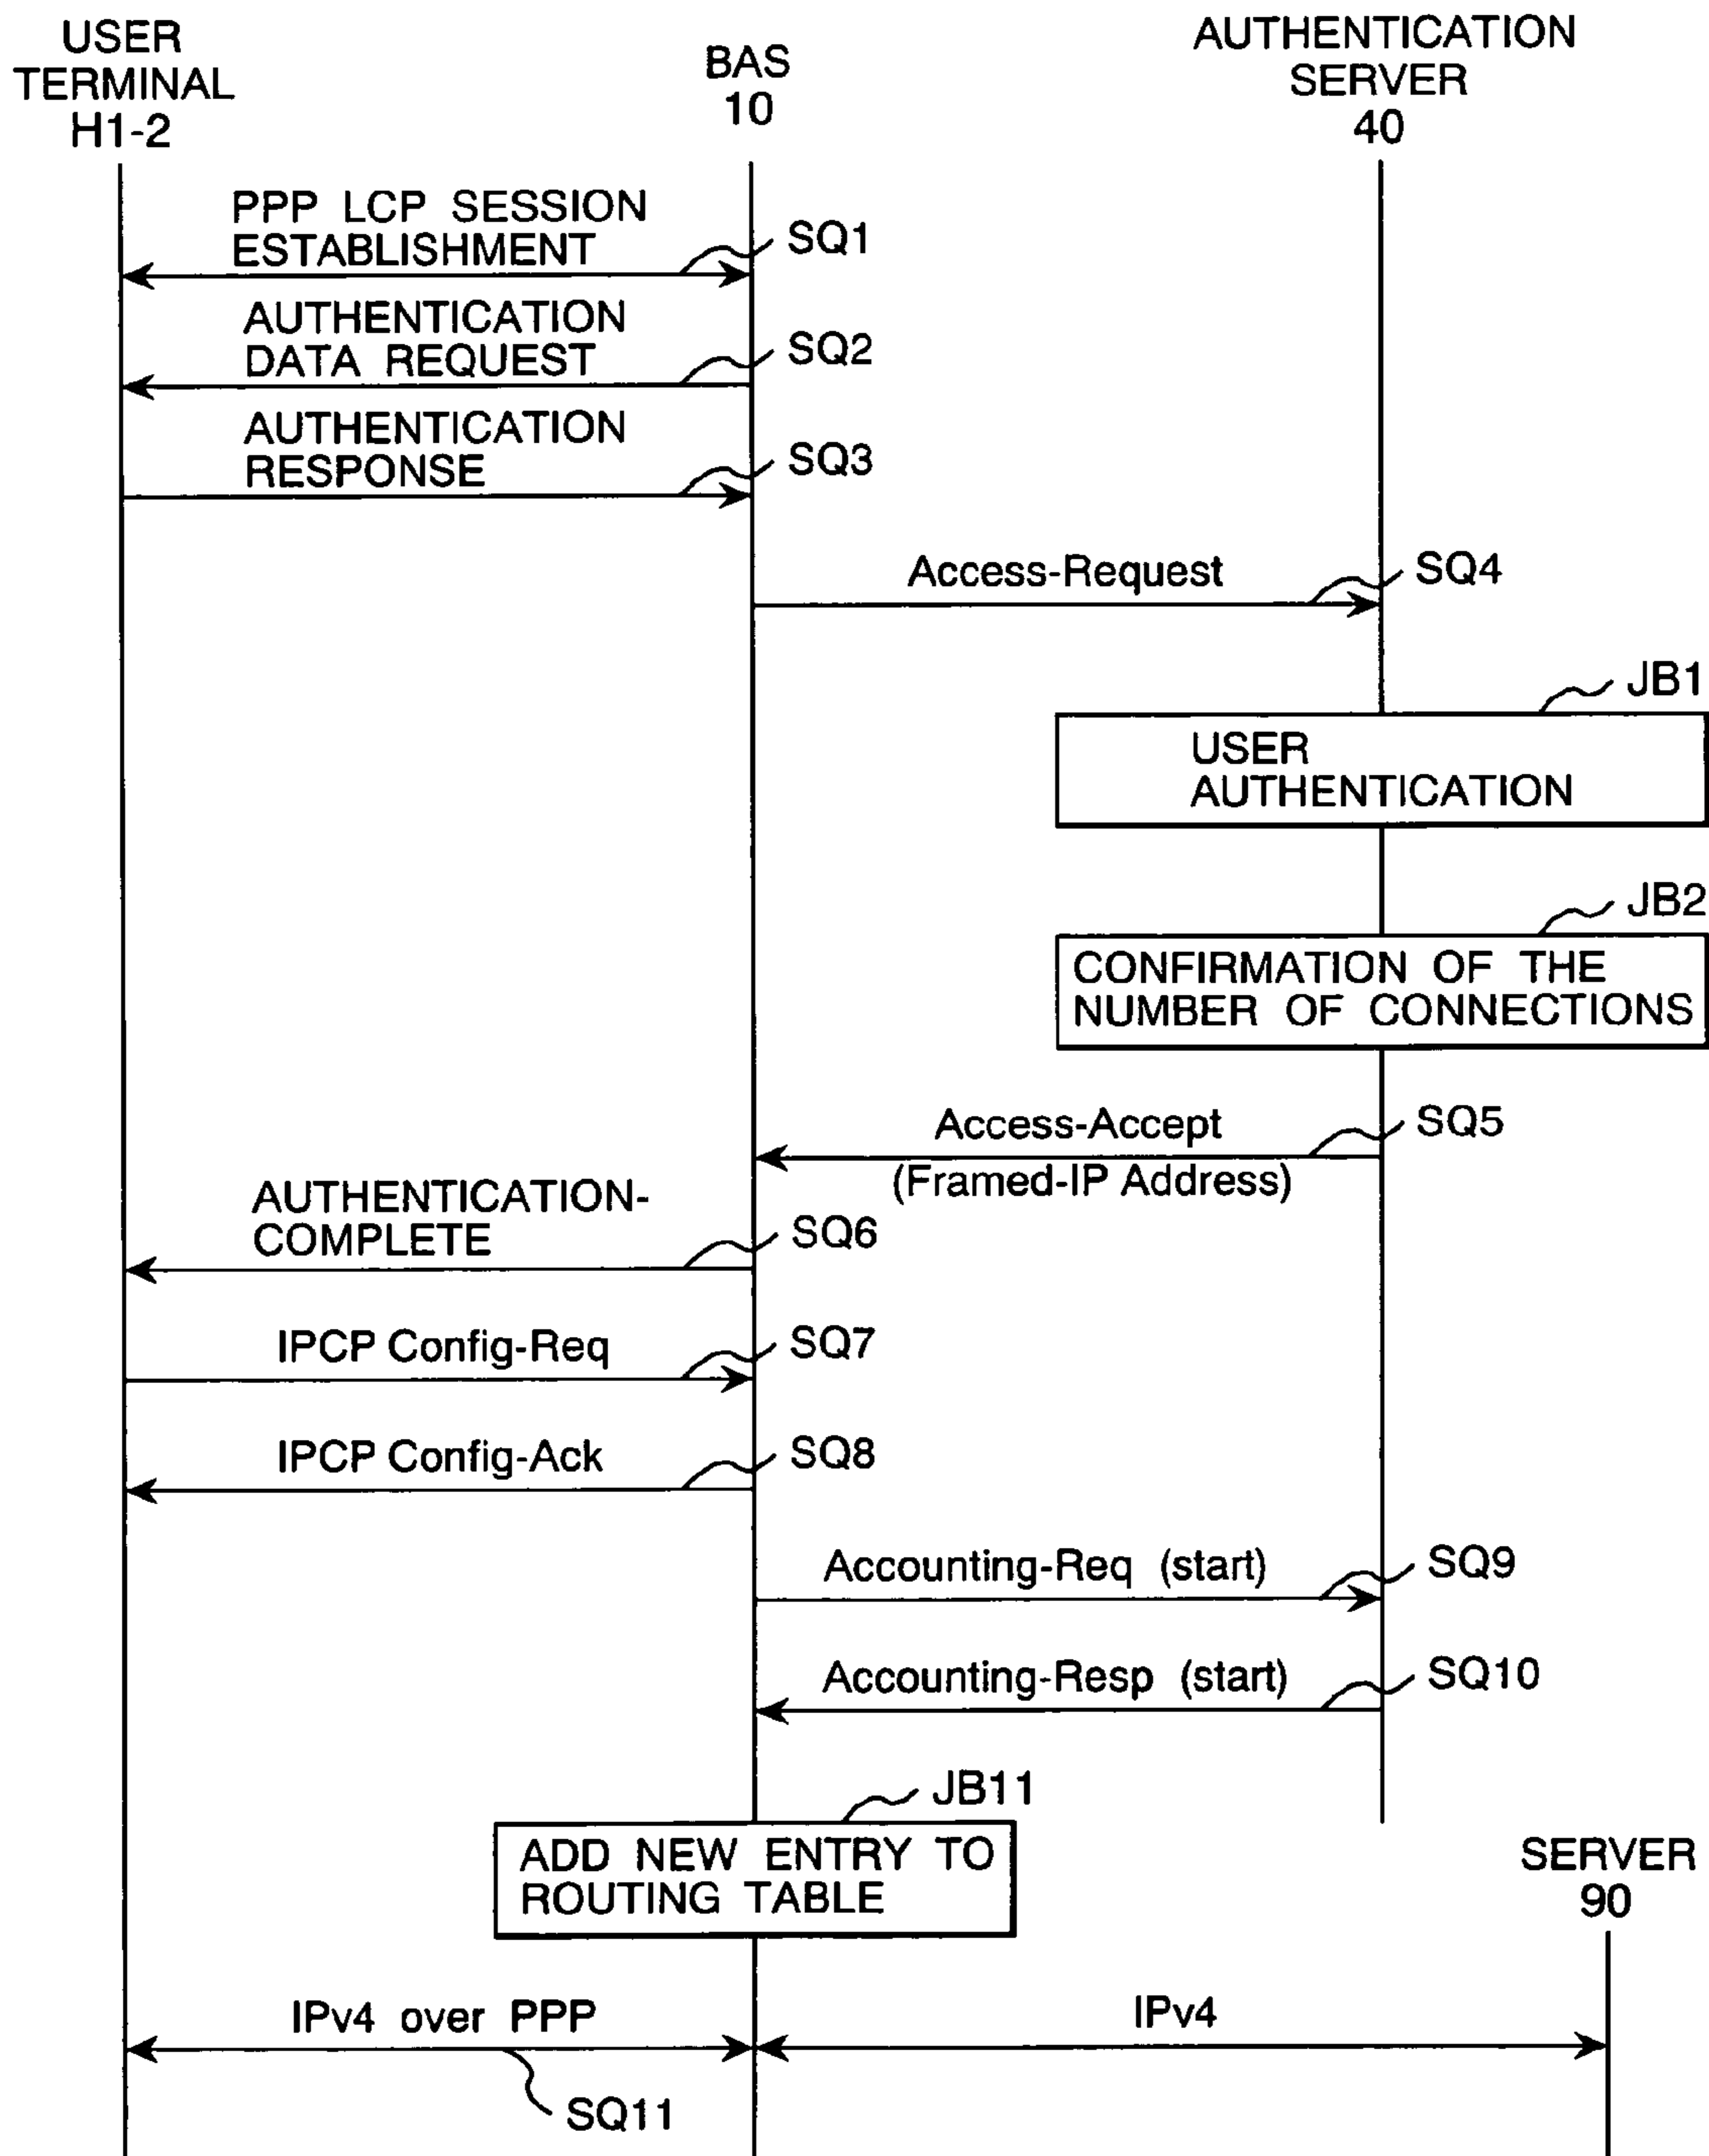 USER
TERMINAL
H1-2
BAS
10
AUTHENTICATION
SERVER
40
PPP LCP SESSION
ESTABLISHMENT
SQ1
AUTHENTICATION
DATA REQUEST
SQ2
AUTHENTICATION
RESPONSE
SQ3
Access-Request
SQ4
JB1
USER
AUTHENTICATION
JB2
CONFIRMATION OF THE
NUMBER OF CONNECTIONS
Access-Accept
SQ5
(Framed-IP Address)
AUTHENTICATION-
COMPLETE
SQ6
IPCP Config-Req
SQ7
IPCP Config-Ack
SQ8
Accounting-Req (start)
SQ9
Accounting-Resp (start)
SQ10
JB11
ADD NEW ENTRY TO
ROUTING TABLE
SERVER
90
IPv4 over PPP
IPv4
SQ11